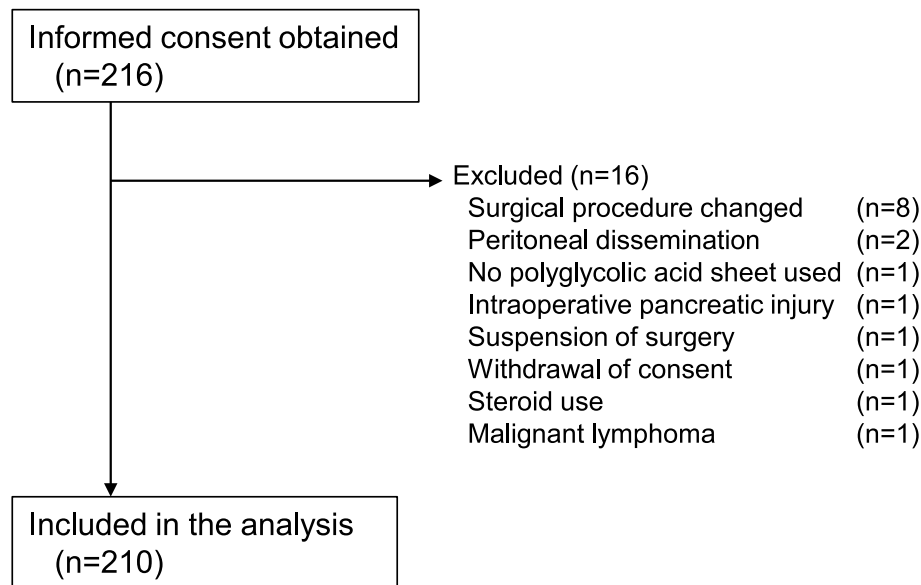 Informed consent obtained
(n=216)
Excluded (n=16)
Surgical procedure changed (n=8)
Peritoneal dissemination (n=2)
No polyglycolic acid sheet used (n=1)
Intraoperative pancreatic injury (n=1)
Suspension of surgery (n=1)
Withdrawal of consent (n=1)
Steroid use (n=1)
Malignant lymphoma (n=1)
Included in the analysis
(n=210)